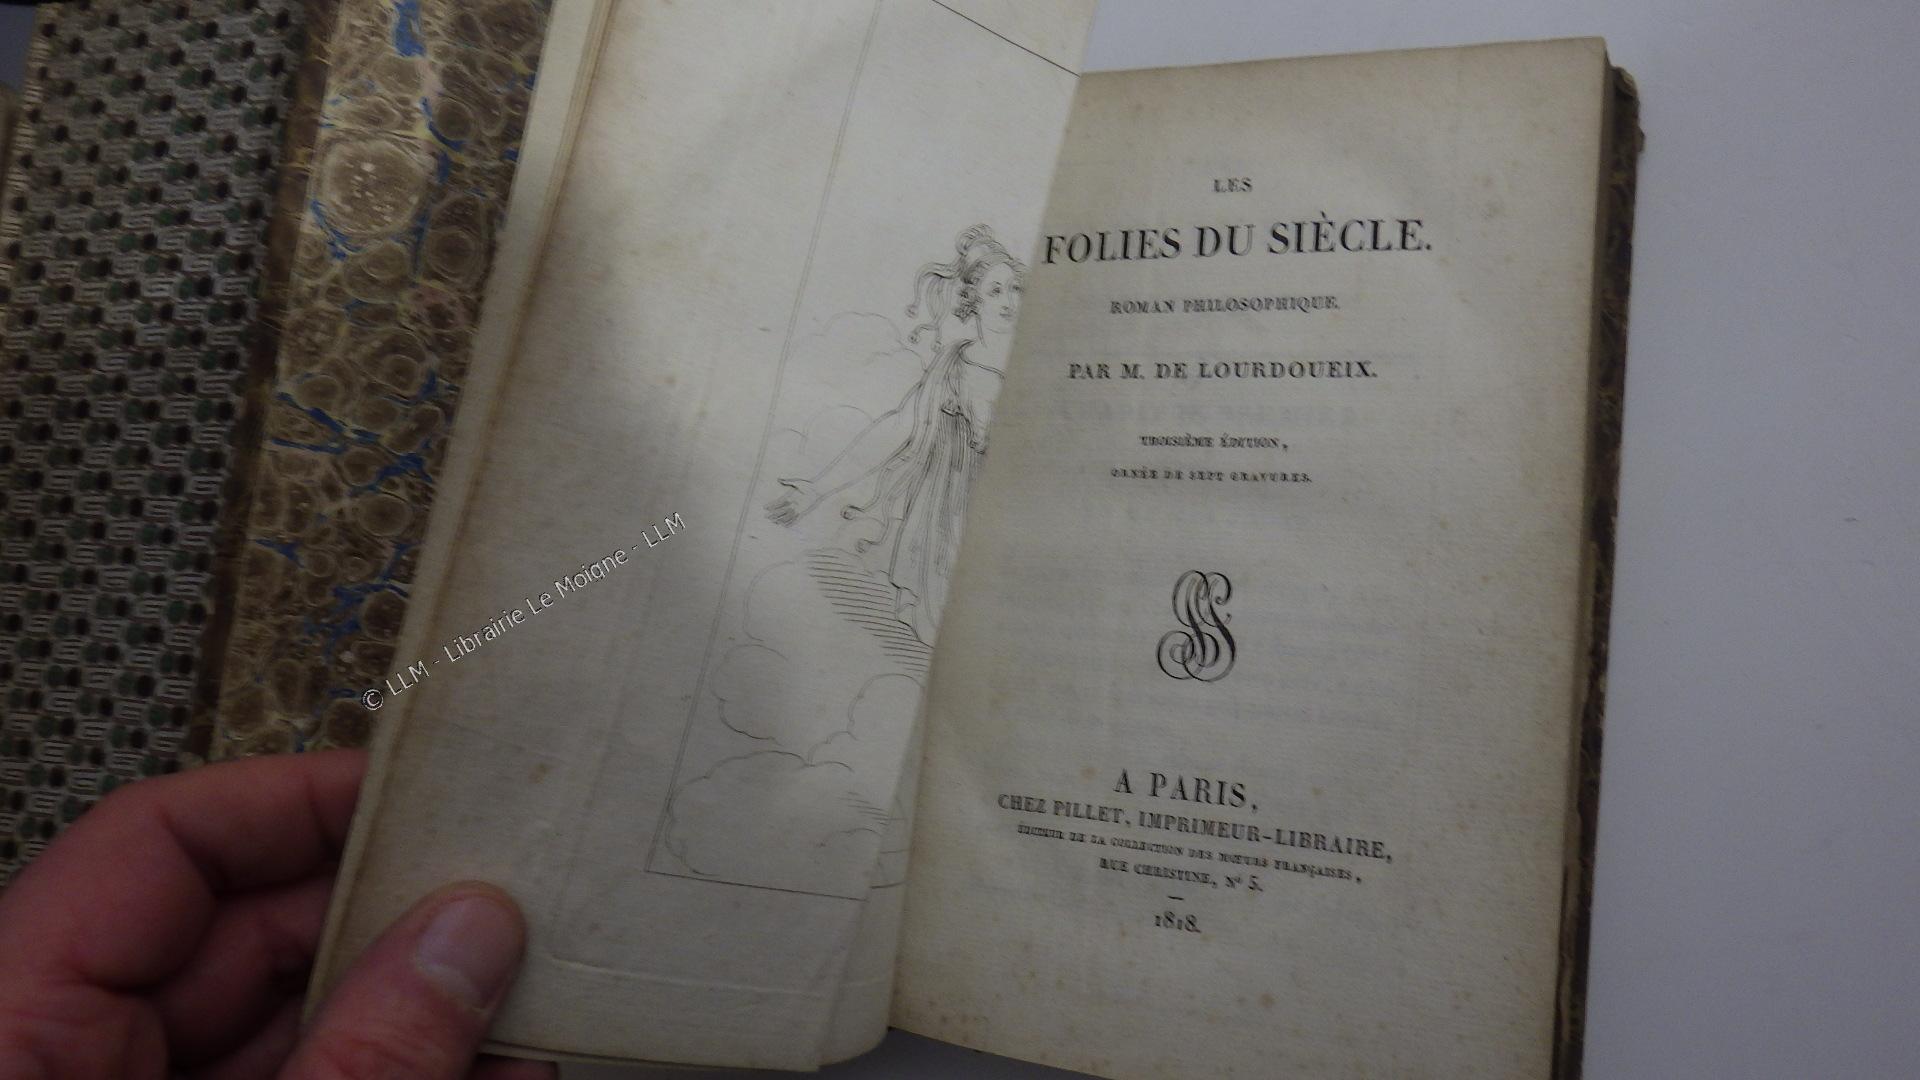 LES
FOLIES DU SIÈCLE.
ROMAN PHILOSOPHIQUE.
PAR M. DE LOURDOUEIX.
TROISIÈME ÉDITION,
ORNÉE DE SEPT GRAVURES.
A PARIS,
CHEZ PILLET, IMPRIMEUR-LIBRAIRE,
ÉDITEUR DE LA COLLECTION DES MŒURS FRANÇAISES,
RUE CHRISTINE, Nº 5.
1818.
© LLM - Librairie Le Moigne - LLM